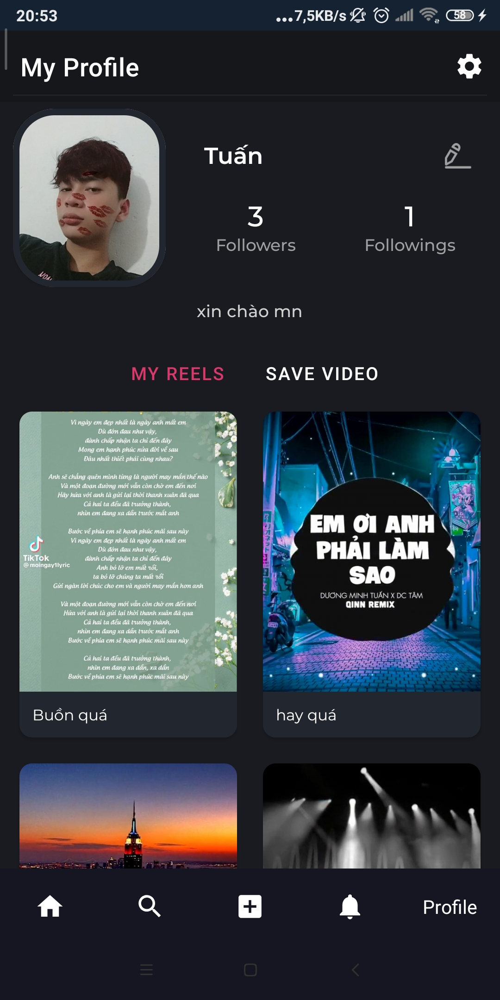 20:53
...7,5KB/s
58
My Profile
Tuấn
3
1
Followers
Followings
xin chào mn
MY REELS
SAVE VIDEO
Vì ngày em đẹp nhất là ngày anh mất em
Dù đớn đau như vậy,
đành chấp nhận ta chỉ đến đây
Mong em hạnh phúc nửa đời về sau
Đâu nhất thiết phải cùng nhau?
Anh sẽ chẳng quên mình từng là người may mắn thế nào
Và một đoạn đường mới vẫn còn chờ em đến nơi
Hãy hứa với anh là gửi lại thời thanh xuân đã qua
Cả hai ta đều đã trưởng thành,
nhìn em đang xa dần trước mắt anh
Bước về phía em sẽ hạnh phúc mãi sau này
Vì ngày em đẹp nhất là ngày anh mất em
Dù đớn đau như vậy,
đành chấp nhận ta chỉ đến đây
Anh bỏ lỡ em mất rồi,
ta bỏ lỡ chúng ta mất rồi
Gửi ngàn lời chúc cho em và người may mắn hơn anh
Và một đoạn đường mới vẫn còn chờ em đến nơi
Hứa với anh là gửi lại thời thanh xuân đã qua
Cả hai ta đều đã trưởng thành,
nhìn em đang xa dần trước mắt anh
Bước về phía em sẽ hạnh phúc mãi sau này
Cả hai ta đều đã trưởng thành,
nhìn em đang xa dần, xa dần
Bước về phía em sẽ hạnh phúc mãi sau này
TikTok
@moingay1lyric
EM ƠI ANH
PHẢI LÀM
SAO
DƯƠNG MINH TUẤN X DC TÂM
QINN REMIX
Buồn quá
hay quá
Profile